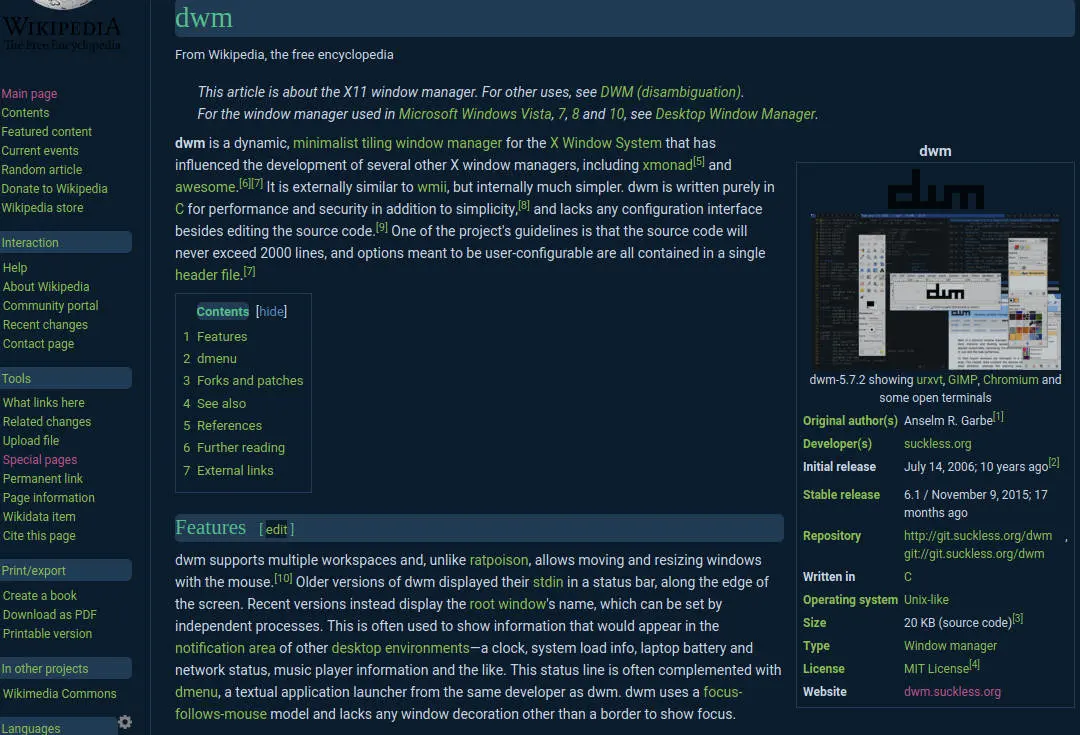 WIKIPEDIA
The Free Encyclopedia
Main page
Contents
Featured content
Current events
Random article
Donate to Wikipedia
Wikipedia store
Interaction
Help
About Wikipedia
Community portal
Recent changes
Contact page
Tools
What links here
Related changes
Upload file
Special pages
Permanent link
Page information
Wikidata item
Cite this page
Print/export
Create a book
Download as PDF
Printable version
In other projects
Wikimedia Commons
Languages
dwm
From Wikipedia, the free encyclopedia
This article is about the X11 window manager. For other uses, see DWM (disambiguation).
For the window manager used in Microsoft Windows Vista, 7, 8 and 10, see Desktop Window Manager.
dwm is a dynamic, minimalist tiling window manager for the X Window System that has
influenced the development of several other X window managers, including xmonad[5] and
awesome.[6][7] It is externally similar to wmii, but internally much simpler. dwm is written purely in
C for performance and security in addition to simplicity,[8] and lacks any configuration interface
besides editing the source code.[9] One of the project's guidelines is that the source code will
never exceed 2000 lines, and options meant to be user-configurable are all contained in a single
header file.[7]
Contents [hide]
1 Features
2 dmenu
3 Forks and patches
4 See also
5 References
6 Further reading
7 External links
Features [ edit ]
dwm supports multiple workspaces and, unlike ratpoison, allows moving and resizing windows
with the mouse.[10] Older versions of dwm displayed their stdin in a status bar, along the edge of
the screen. Recent versions instead display the root window's name, which can be set by
independent processes. This is often used to show information that would appear in the
notification area of other desktop environments—a clock, system load info, laptop battery and
network status, music player information and the like. This status line is often complemented with
dmenu, a textual application launcher from the same developer as dwm. dwm uses a focus-
follows-mouse model and lacks any window decoration other than a border to show focus.
dwm
dwm
dwm
dwm-5.7.2 showing urxvt, GIMP, Chromium and
some open terminals
Original author(s) Anselm R. Garbe[1]
Developer(s) suckless.org
Initial release July 14, 2006; 10 years ago[2]
Stable release 6.1 / November 9, 2015; 17
months ago
Repository http://git.suckless.org/dwm ,
git://git.suckless.org/dwm
Written in C
Operating system Unix-like
Size 20 KB (source code)[3]
Type Window manager
License MIT License[4]
Website dwm.suckless.org